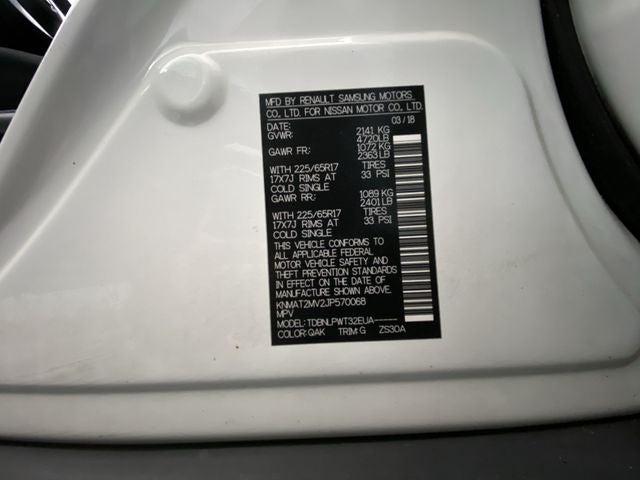 MFD BY RENAULT SAMSUNG MOTORS
CO., LTD. FOR NISSAN MOTOR CO., LTD.
DATE: 03 / 18
GVWR: 2141 KG
4720LB
GAWR FR: 1072 KG
2363 LB
WITH 225/65R17 TIRES
17X7J RIMS AT 33 PSI
COLD SINGLE
GAWR RR: 1089 KG
2401 LB
WITH 225/65R17 TIRES
17X7J RIMS AT 33 PSI
COLD SINGLE
THIS VEHICLE CONFORMS TO
ALL APPLICABLE FEDERAL
MOTOR VEHICLE SAFETY AND
THEFT PREVENTION STANDARDS
IN EFFECT ON THE DATE OF
MANUFACTURE SHOWN ABOVE.
KNMAT2MV2JP570068
MPV
MODEL: TDBNLPWT32EUA-----
COLOR: QAK TRIM: G ZS30A